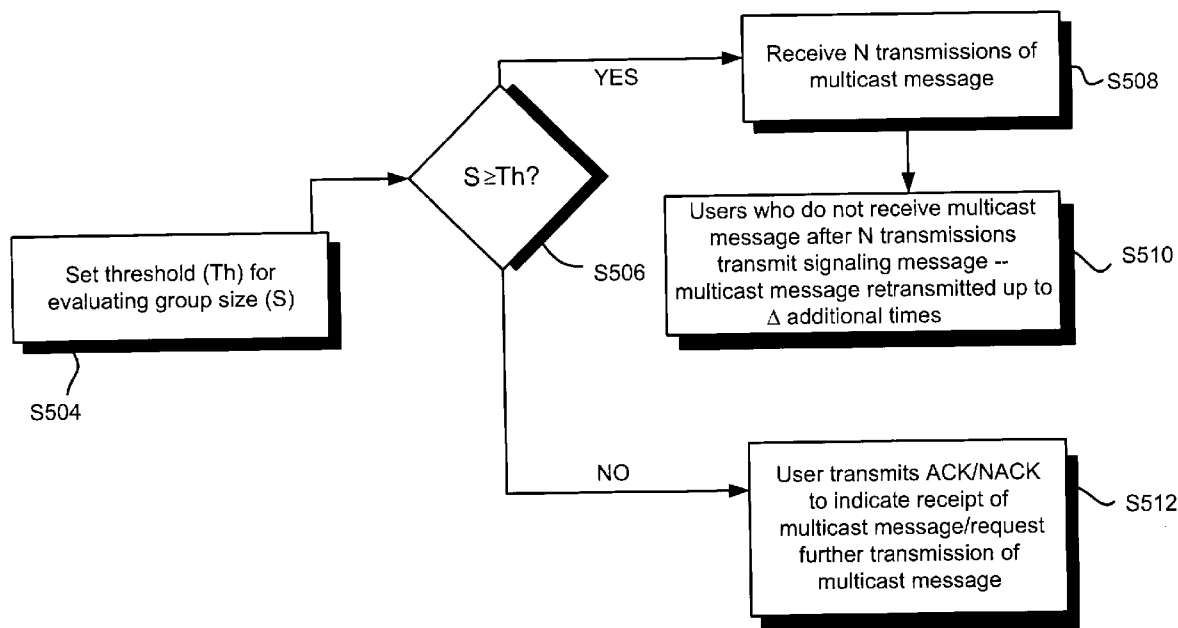 Set threshold (Th) for
evaluating group size (S)
S504
S≥Th?
S506
YES
Receive N transmissions of
multicast message
S508
Users who do not receive multicast
message after N transmissions
transmit signaling message --
multicast message retransmitted up to
Δ additional times
S510
NO
User transmits ACK/NACK
to indicate receipt of
multicast message/request
further transmission of
multicast message
S512